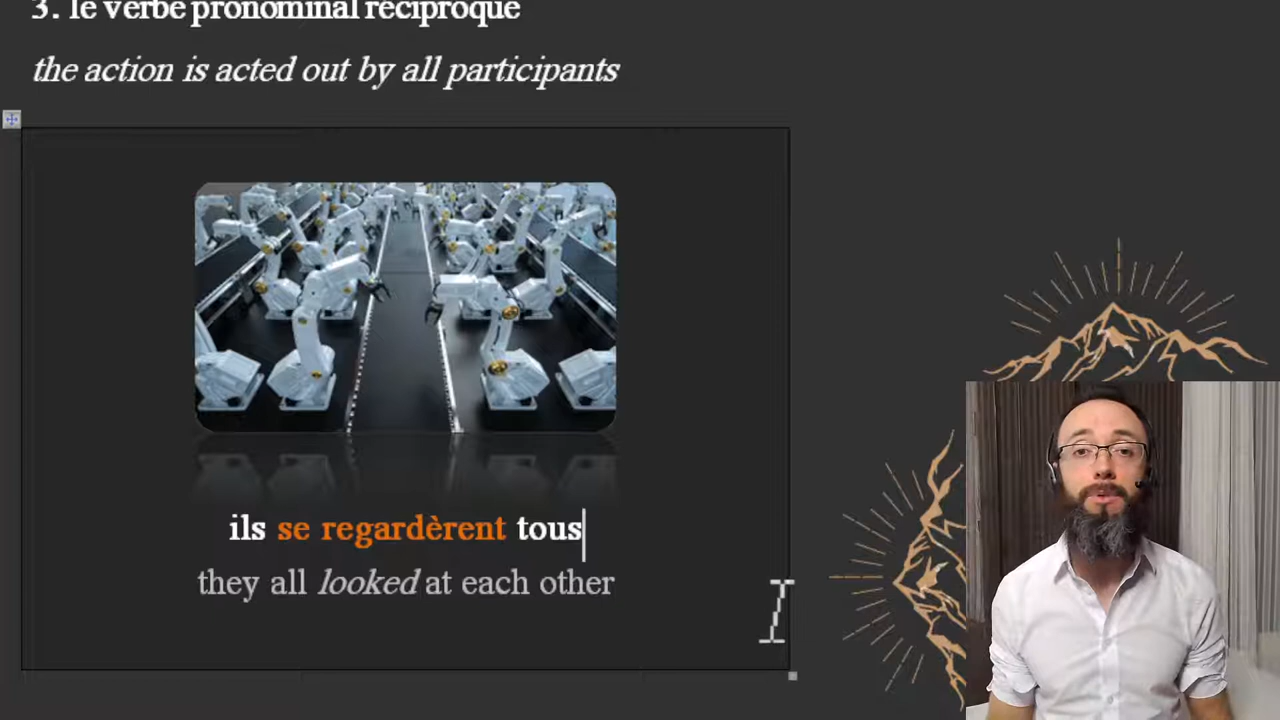 3. le verbe pronominal réciproque
the action is acted out by all participants
ils se regardèrent tous
they all looked at each other